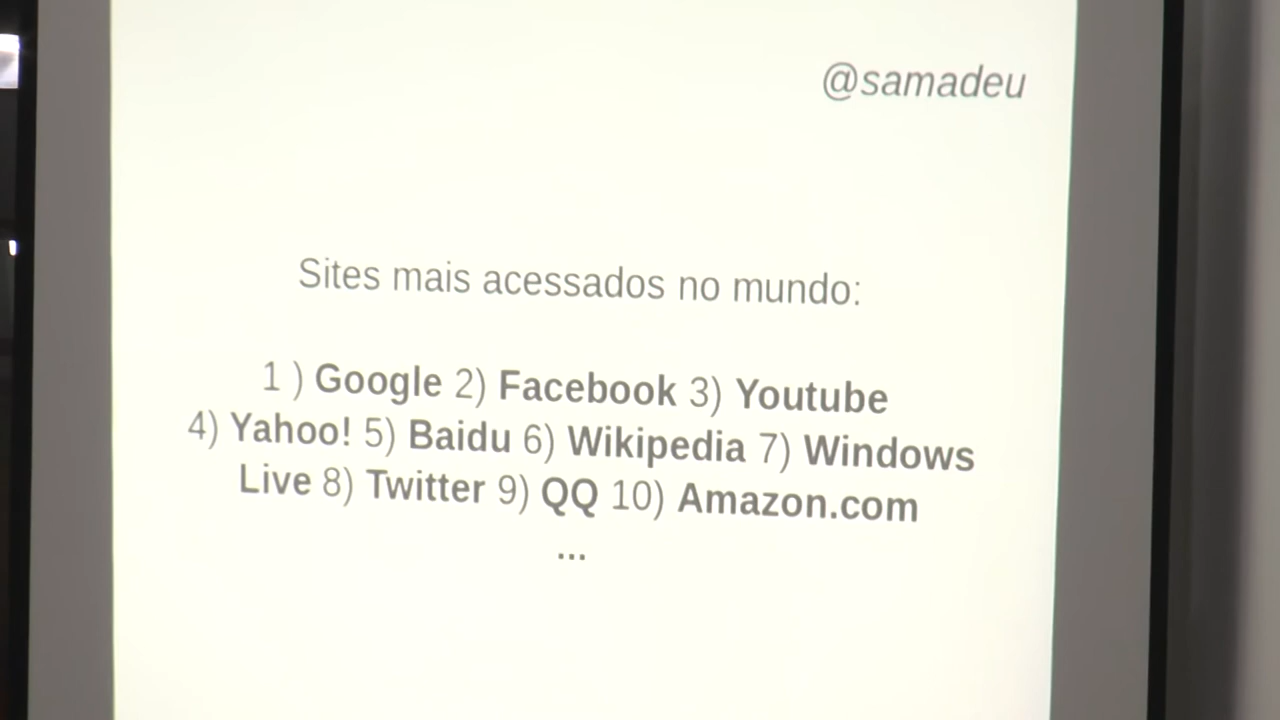 @samadeu
Sites mais acessados no mundo:
1 ) Google 2) Facebook 3) Youtube
4) Yahoo! 5) Baidu 6) Wikipedia 7) Windows
Live 8) Twitter 9) QQ 10) Amazon.com
...